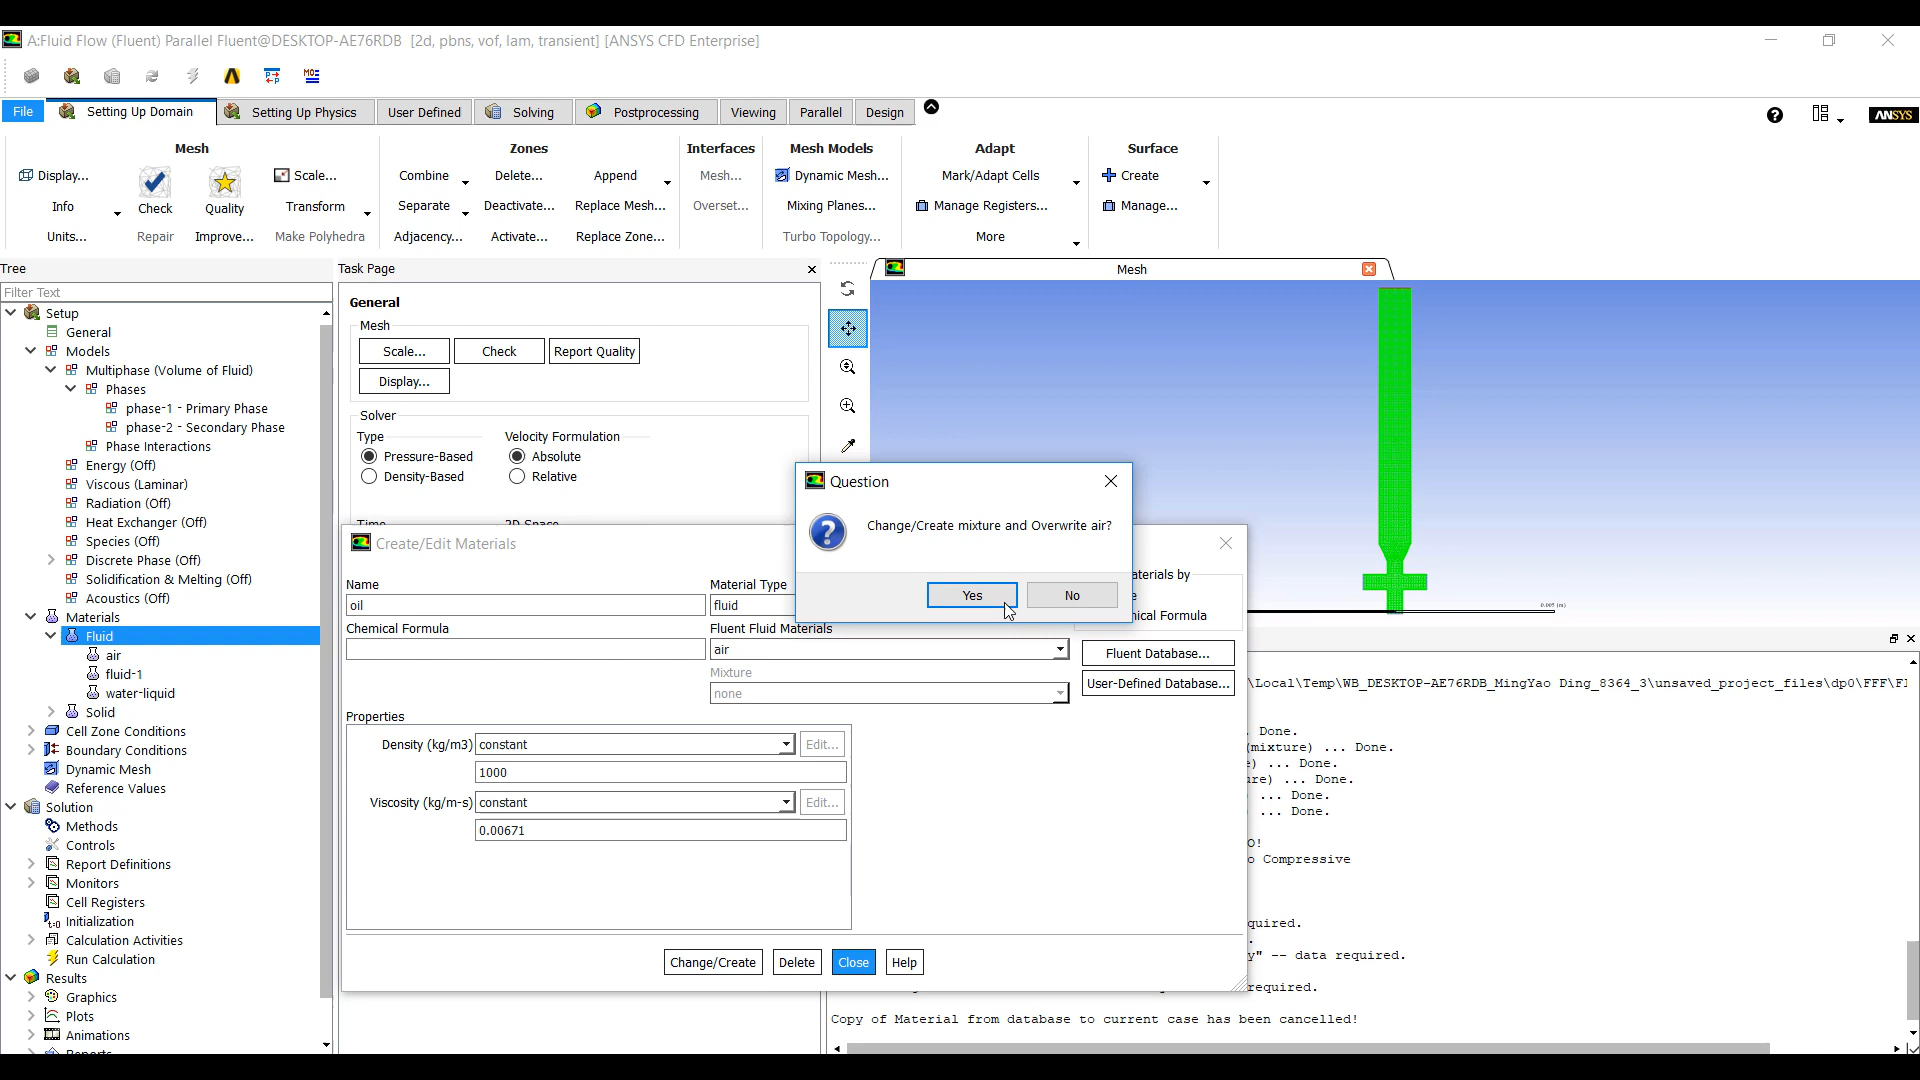 A:Fluid Flow (Fluent) Parallel Fluent@DESKTOP-AE76RDB [2d, pbns, vof, lam, transient] [ANSYS CFD Enterprise]
File Setting Up Domain Setting Up Physics User Defined Solving Postprocessing Viewing Parallel Design ANSYS
Mesh Zones Interfaces Mesh Models Adapt Surface
Display... Scale... Combine Delete... Append Mesh... Dynamic Mesh... Mark/Adapt Cells Create
Info Check Quality Transform Separate Deactivate... Replace Mesh... Overset... Mixing Planes... Manage Registers... Manage...
Units... Repair Improve... Make Polyhedra Adjacency... Activate... Replace Zone... Turbo Topology... More
Tree
Filter Text
Setup
General
Models
Multiphase (Volume of Fluid)
Phases
phase-1 - Primary Phase
phase-2 - Secondary Phase
Phase Interactions
Energy (Off)
Viscous (Laminar)
Radiation (Off)
Heat Exchanger (Off)
Species (Off)
Discrete Phase (Off)
Solidification & Melting (Off)
Acoustics (Off)
Materials
Fluid
air
fluid-1
water-liquid
Solid
Cell Zone Conditions
Boundary Conditions
Dynamic Mesh
Reference Values
Solution
Methods
Controls
Report Definitions
Monitors
Cell Registers
Initialization
Calculation Activities
Run Calculation
Results
Graphics
Plots
Animations
Reports
Task Page
General
Mesh
Scale... Check Report Quality
Display...
Solver
Type Velocity Formulation
Pressure-Based Absolute
Density-Based Relative
Time 2D Space
Mesh
0.005 (m)
Question
Change/Create mixture and Overwrite air?
Yes No
Create/Edit Materials
Name Material Type aterials by
oil fluid e
Chemical Formula Fluent Fluid Materials ical Formula
air Fluent Database...
Mixture
none User-Defined Database...
Properties
Density (kg/m3) constant Edit...
1000
Viscosity (kg/m-s) constant Edit...
0.00671
Change/Create Delete Close Help
\Local\Temp\WB_DESKTOP-AE76RDB_MingYao Ding_8364_3\unsaved_project_files\dp0\FFF\Fl
. Done.
(mixture) ... Done.
e) ... Done.
ure) ... Done.
) ... Done.
) ... Done.
O!
o Compressive
quired.
.
y" -- data required.
required.
Copy of Material from database to current case has been cancelled!